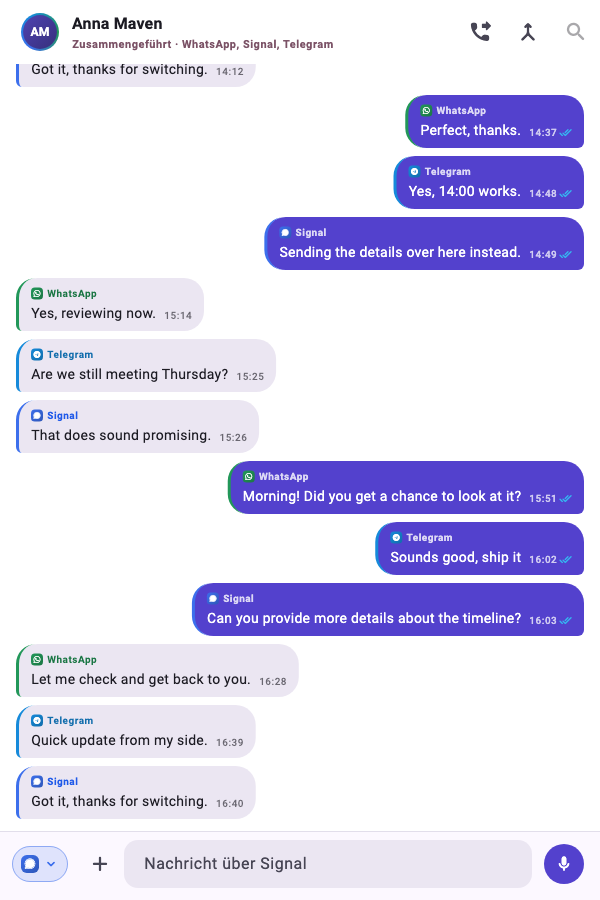 AM
Anna Maven
Zusammengeführt · WhatsApp, Signal, Telegram
Got it, thanks for switching. 14:12
WhatsApp
Perfect, thanks. 14:37
Telegram
Yes, 14:00 works. 14:48
Signal
Sending the details over here instead. 14:49
WhatsApp
Yes, reviewing now. 15:14
Telegram
Are we still meeting Thursday? 15:25
Signal
That does sound promising. 15:26
WhatsApp
Morning! Did you get a chance to look at it? 15:51
Telegram
Sounds good, ship it 16:02
Signal
Can you provide more details about the timeline? 16:03
WhatsApp
Let me check and get back to you. 16:28
Telegram
Quick update from my side. 16:39
Signal
Got it, thanks for switching. 16:40
Nachricht über Signal